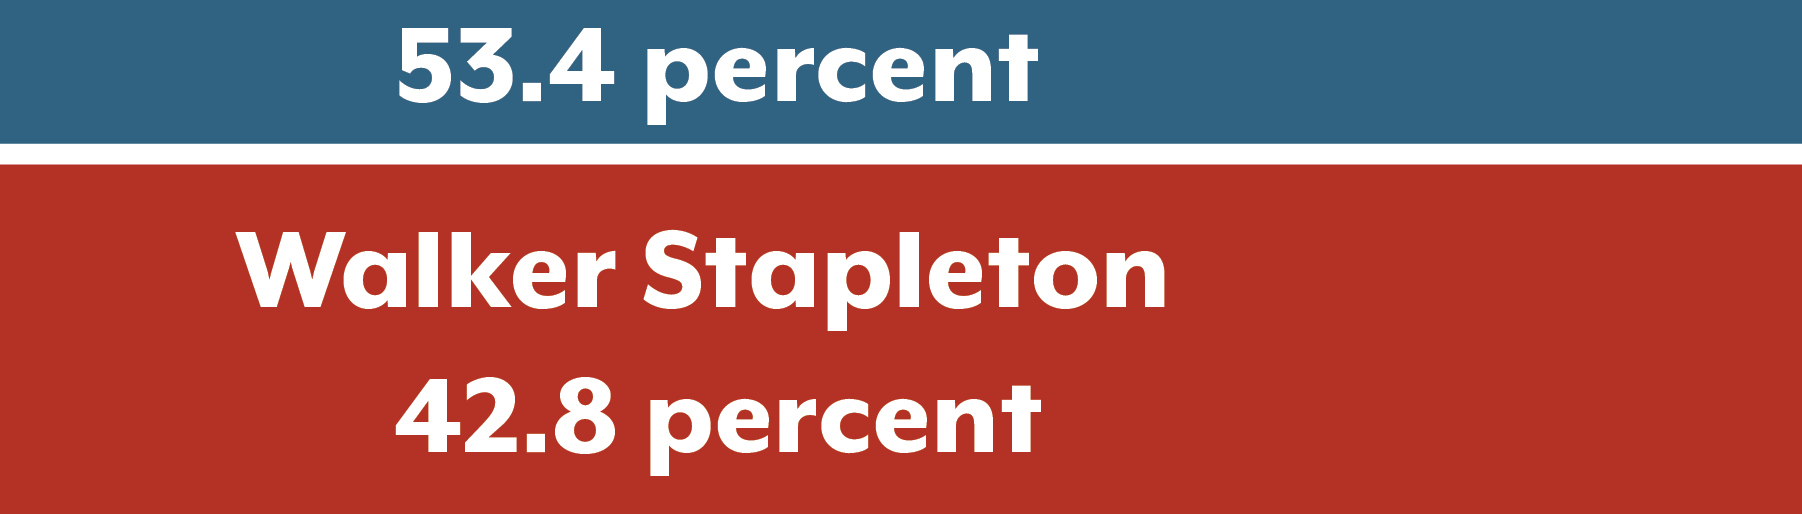 53.4 percent
Walker Stapleton
42.8 percent